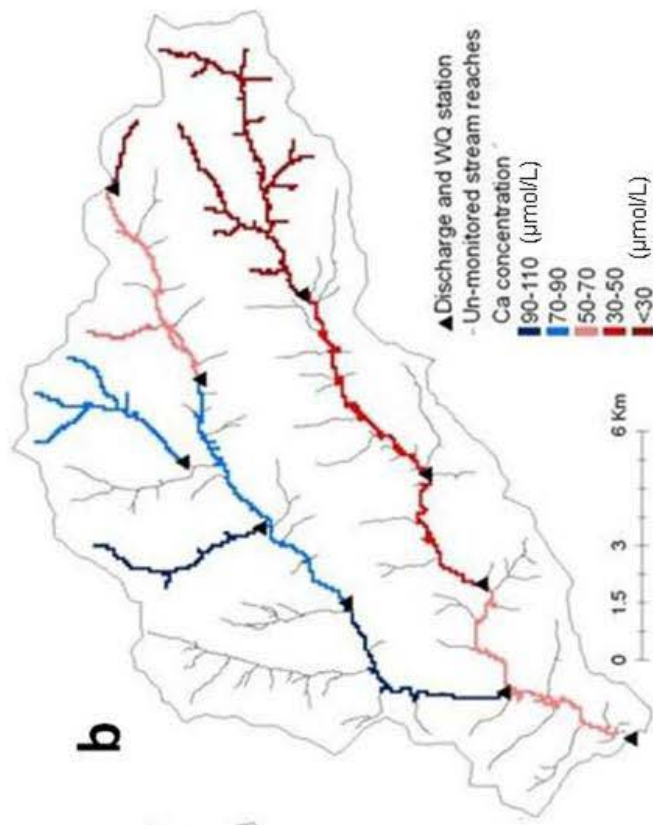 b
▲Discharge and WQ station
- Un-monitored stream reaches
Ca concentration
90-110 (μmol/L)
70-90
50-70
30-50
<30 (μmol/L)
0 1.5 3 6 Km